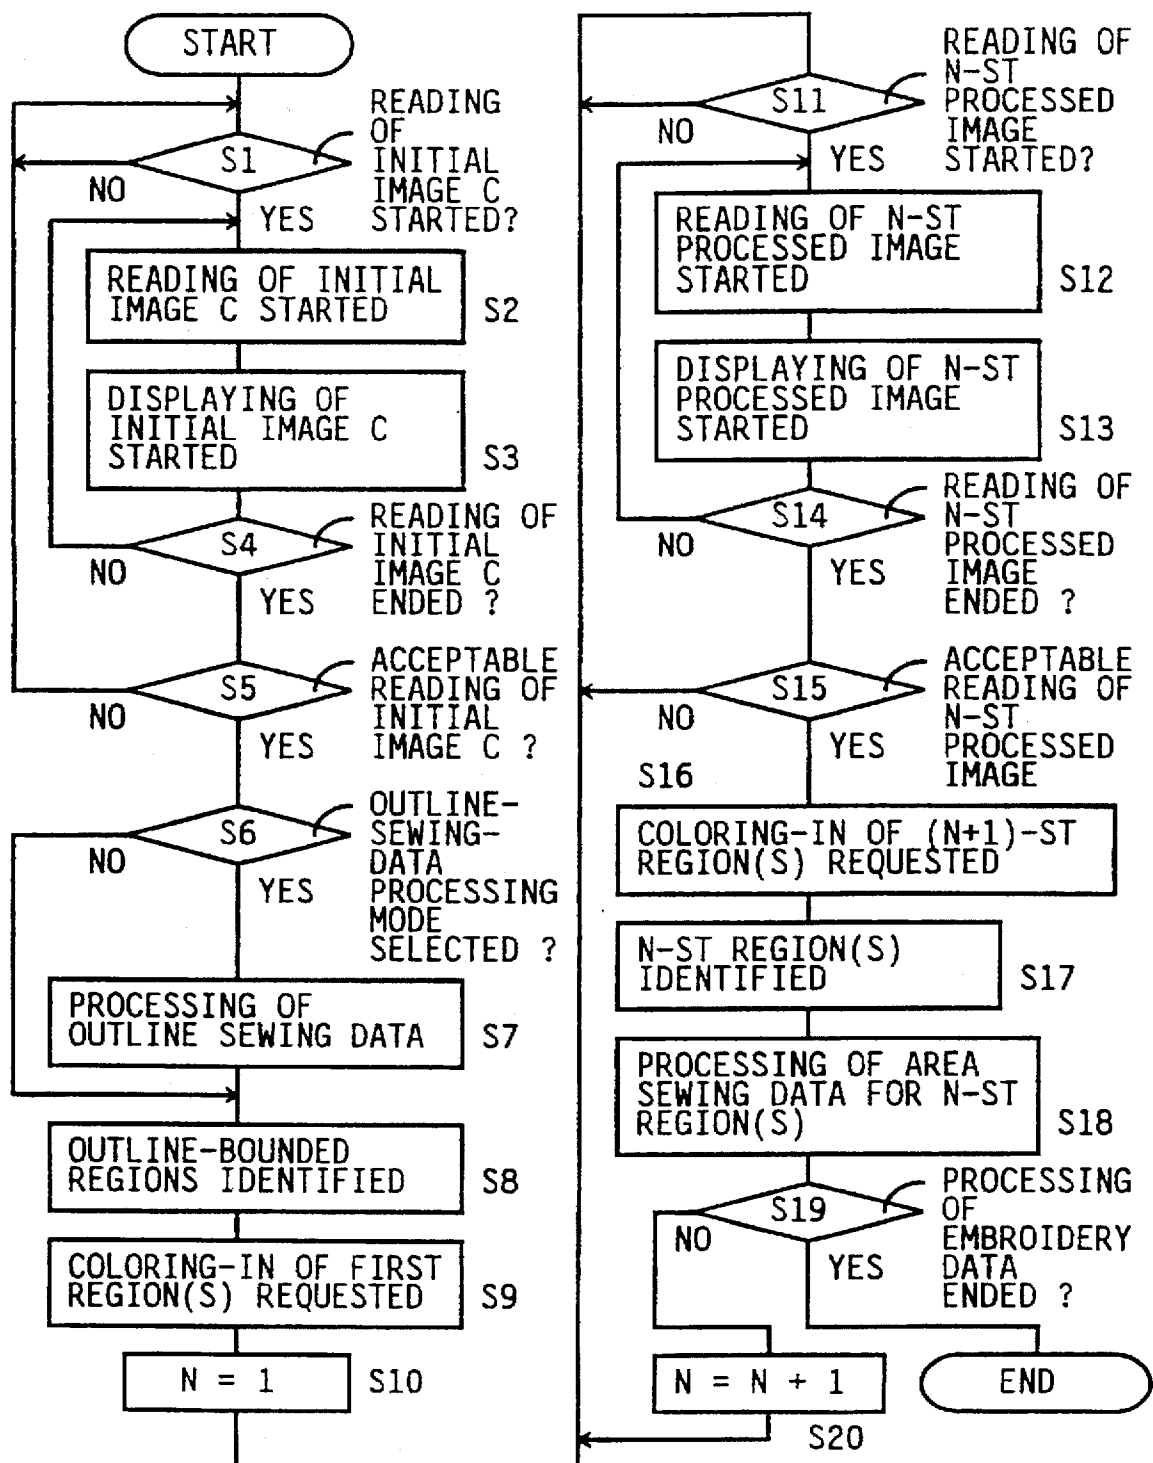 START
READING
OF
INITIAL
IMAGE C
STARTED?
S1
NO
YES
READING OF INITIAL
IMAGE C STARTED
S2
DISPLAYING OF
INITIAL IMAGE C
STARTED
S3
READING OF
INITIAL
IMAGE C
ENDED ?
S4
NO
YES
ACCEPTABLE
READING OF
INITIAL
IMAGE C ?
S5
NO
YES
OUTLINE-
SEWING-
DATA
PROCESSING
MODE
SELECTED ?
S6
NO
YES
PROCESSING OF
OUTLINE SEWING DATA
S7
OUTLINE-BOUNDED
REGIONS IDENTIFIED
S8
COLORING-IN OF FIRST
REGION(S) REQUESTED
S9
N = 1
S10
READING OF
N-ST
PROCESSED
IMAGE
STARTED?
S11
NO
YES
READING OF N-ST
PROCESSED IMAGE
STARTED
S12
DISPLAYING OF N-ST
PROCESSED IMAGE
STARTED
S13
READING OF
N-ST
PROCESSED
IMAGE
ENDED ?
S14
NO
YES
ACCEPTABLE
READING OF
N-ST
PROCESSED
IMAGE
S15
NO
YES
S16
COLORING-IN OF (N+1)-ST
REGION(S) REQUESTED
N-ST REGION(S)
IDENTIFIED
S17
PROCESSING OF AREA
SEWING DATA FOR N-ST
REGION(S)
S18
PROCESSING
OF
EMBROIDERY
DATA
ENDED ?
S19
NO
YES
N = N + 1
END
S20